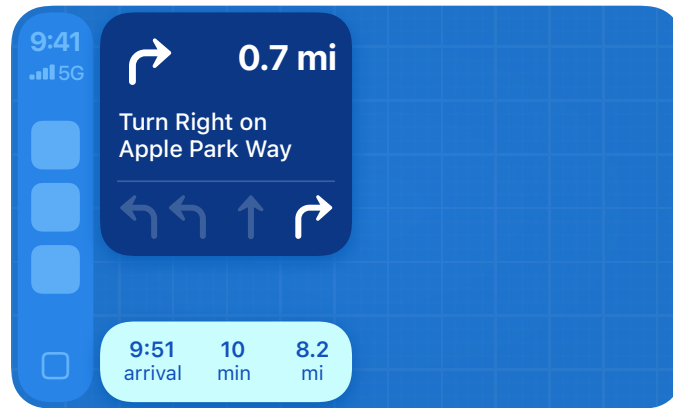 9:41
5G
0.7 mi
Turn Right on
Apple Park Way
9:51 10 8.2
arrival min mi